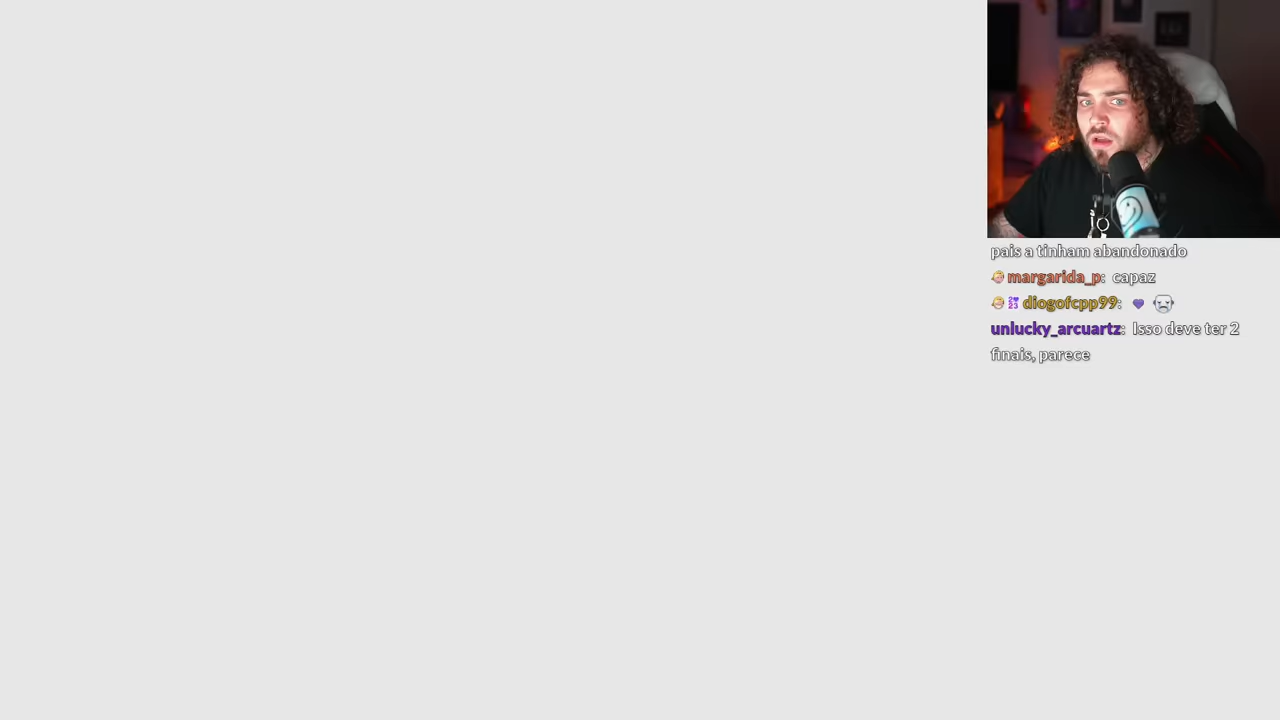 pais a tinham abandonado
margarida_p: capaz
diogofcpp99:
unlucky_arcuartz: Isso deve ter 2
finais, parece